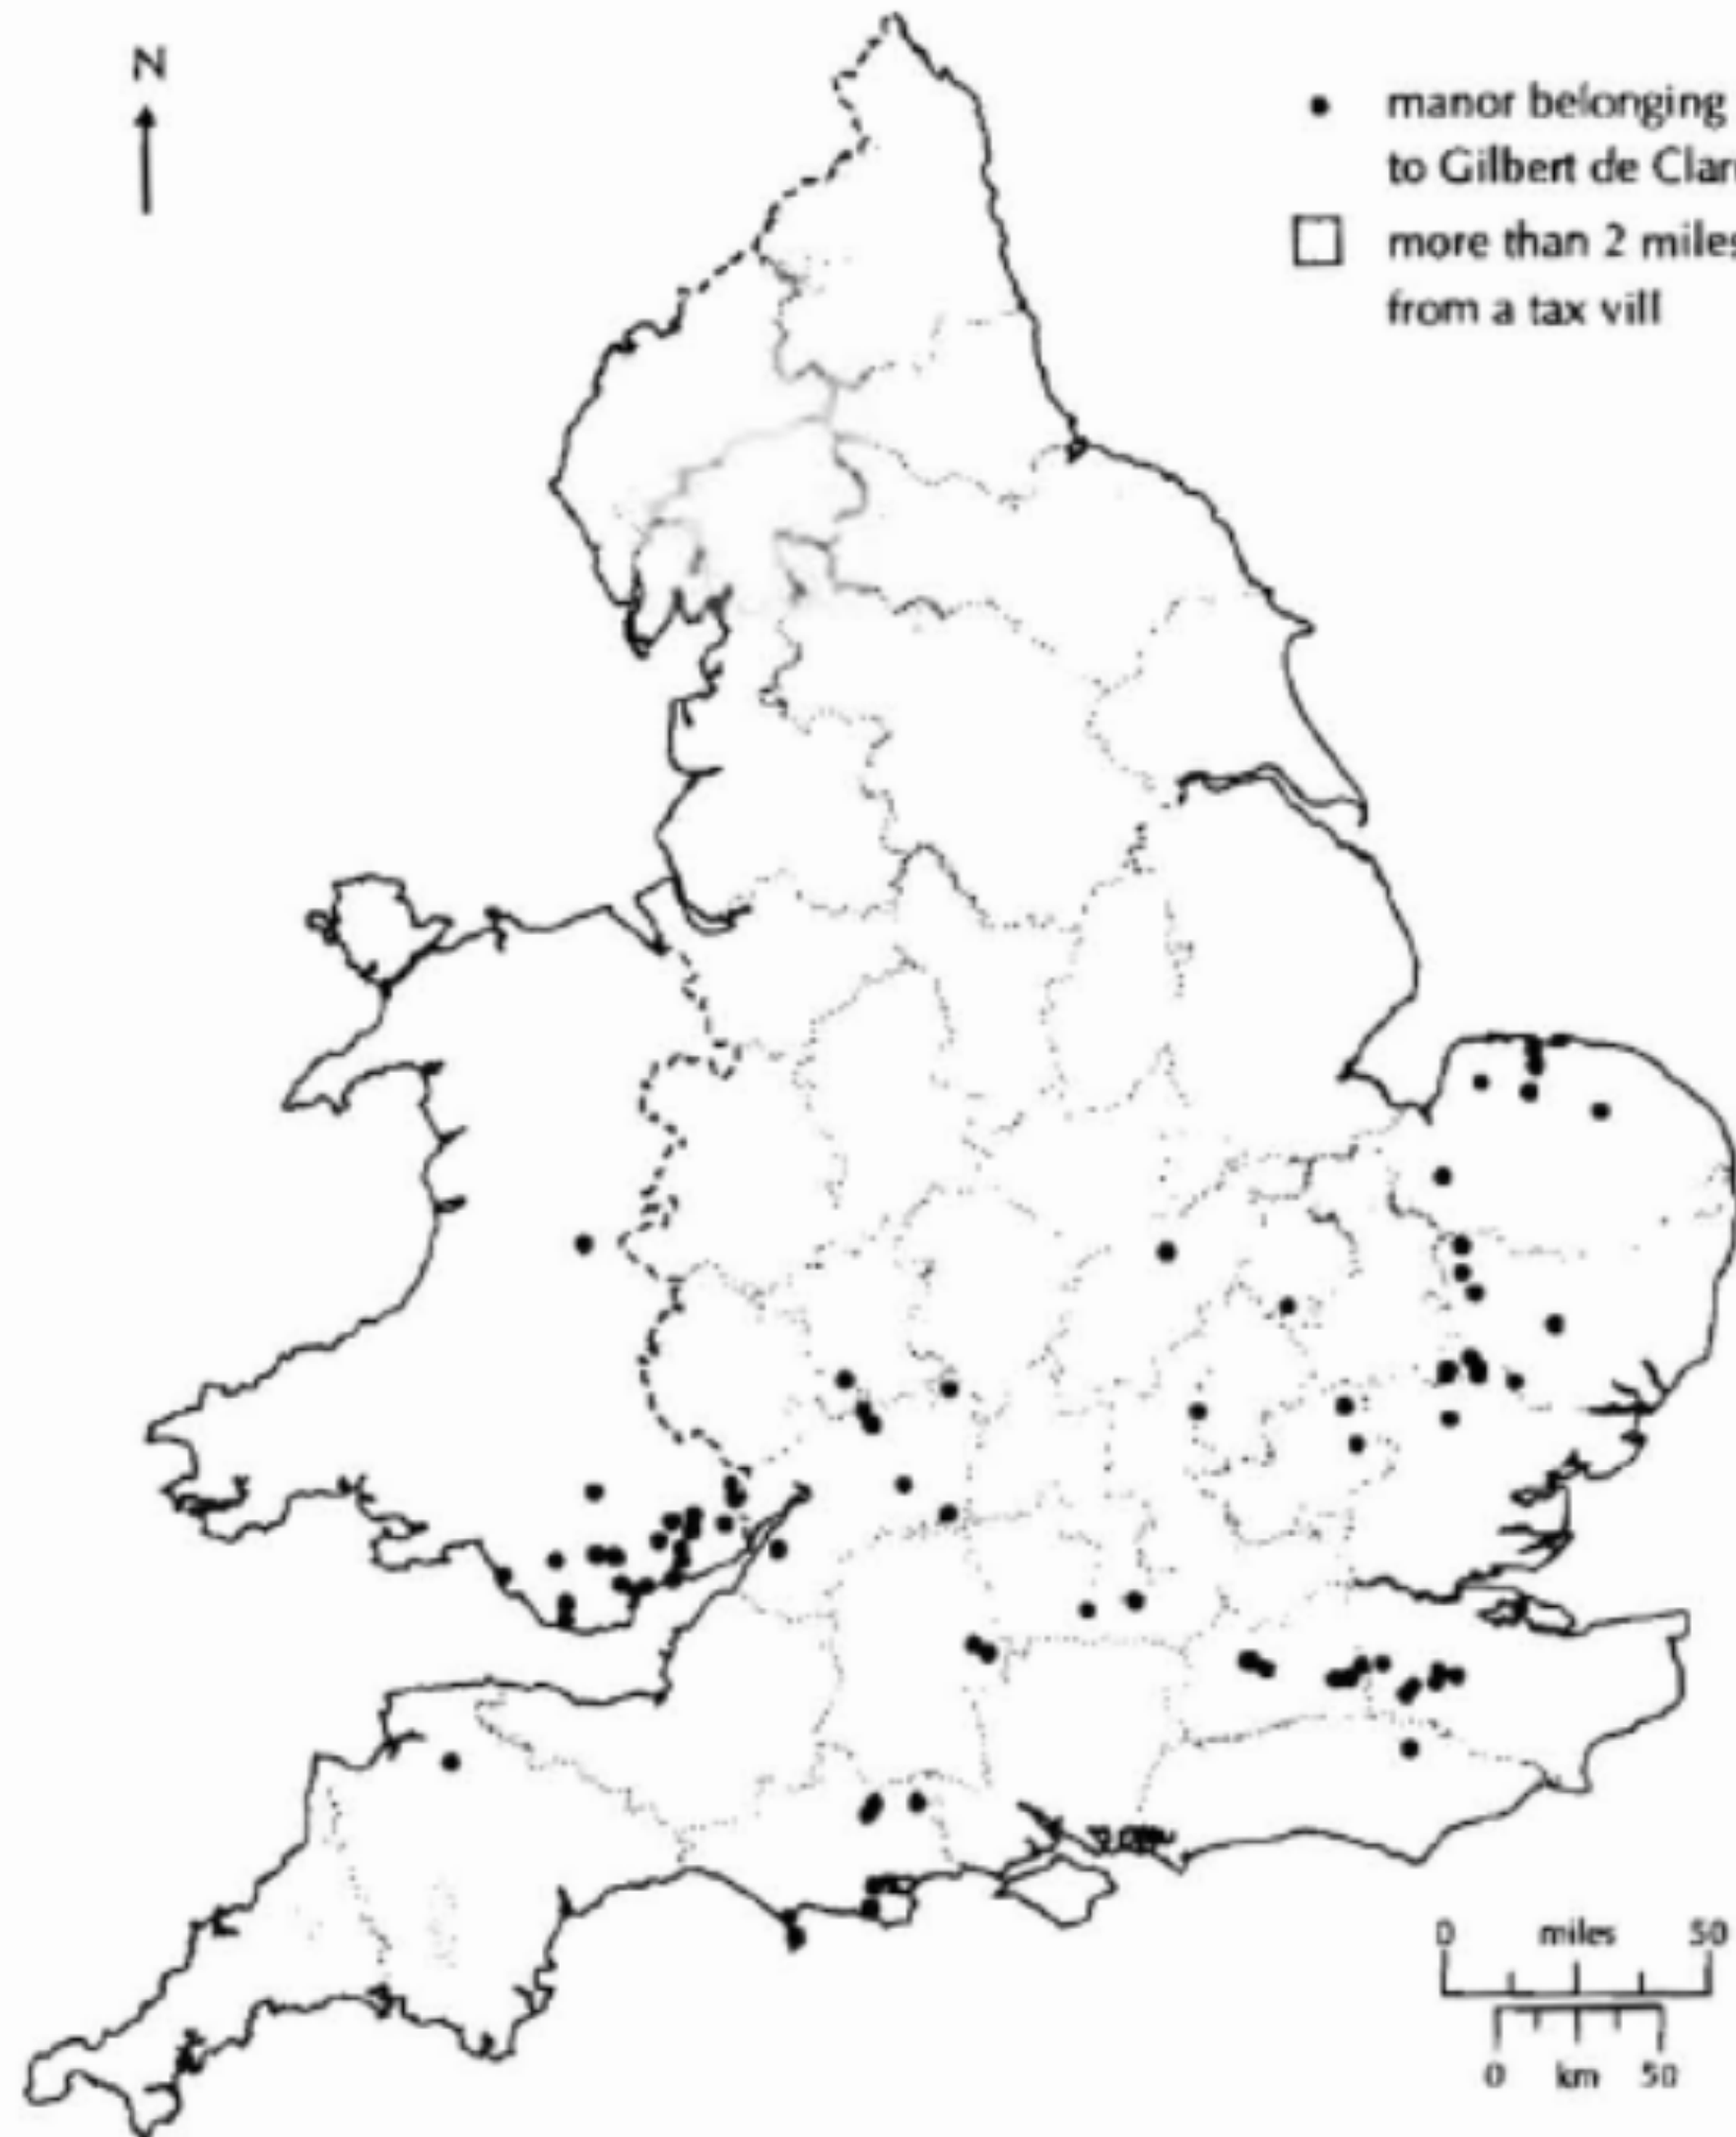 N
manor belonging
to Gilbert de Clar
more than 2 miles
from a tax vill
0 miles 50
0 km 50